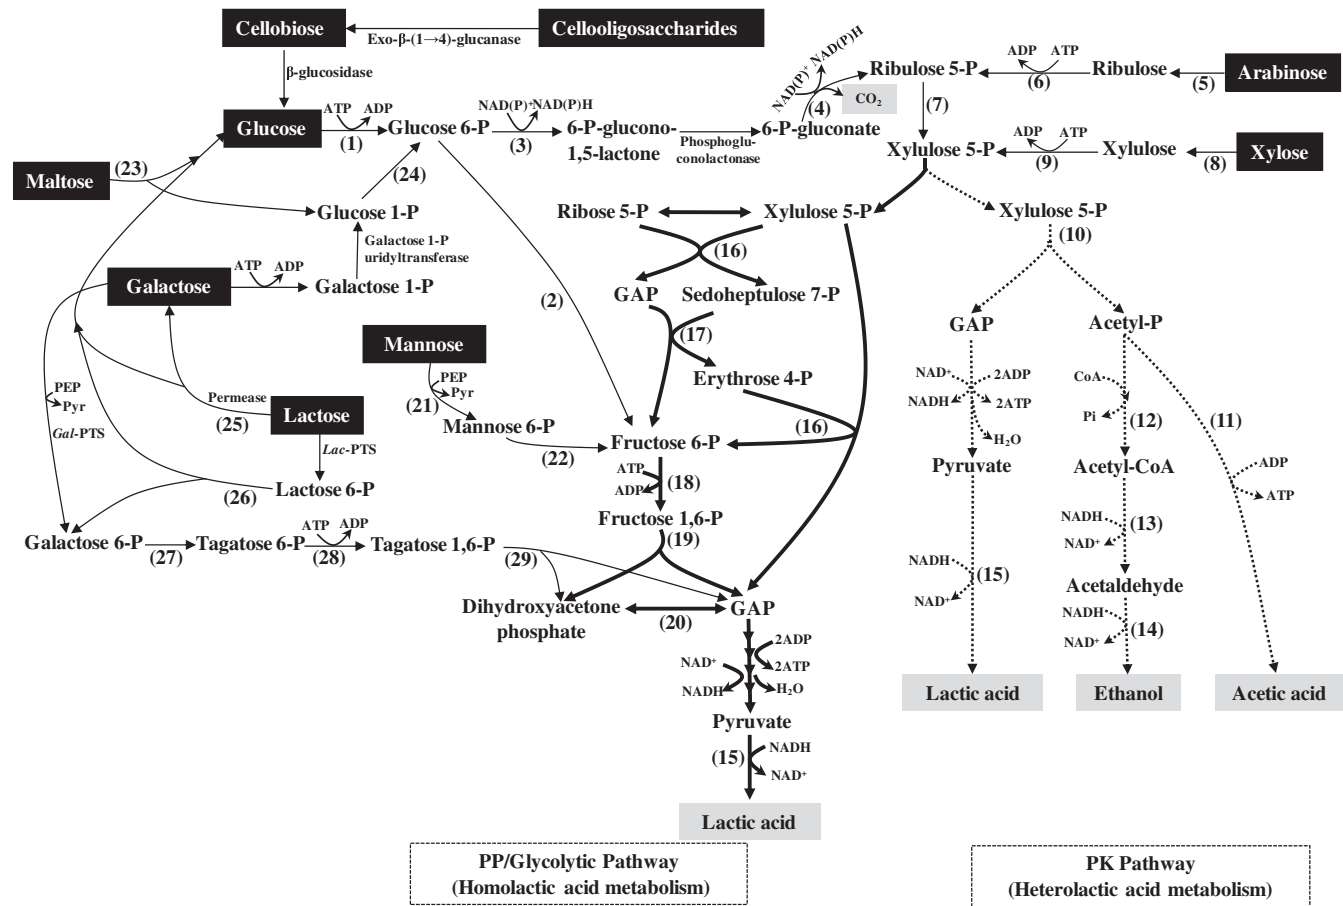 Cellobiose
Exo-β-(1→4)-glucanase
Cellooligosaccharides
β-glucosidase
NAD(P)⁺ NAD(P)H
(4)
CO₂
Ribulose 5-P
ADP ATP
(6)
Ribulose
(5)
Arabinose
Glucose
ATP ADP
(1)
Glucose 6-P
NAD(P)⁺ NAD(P)H
(3)
6-P-glucono-
1,5-lactone
Phosphoglu-
conolactonase
6-P-gluconate
(7)
Xylulose 5-P
ADP ATP
(9)
Xylulose
(8)
Xylose
Maltose
(23)
(24)
Glucose 1-P
Galactose 1-P
uridyltransferase
Galactose
ATP ADP
Galactose 1-P
(2)
Ribose 5-P
Xylulose 5-P
(16)
GAP
Sedoheptulose 7-P
(17)
Erythrose 4-P
(16)
Xylulose 5-P
(10)
GAP
Acetyl-P
NAD⁺
NADH
2ADP
2ATP
H₂O
CoA
Pi
(12)
(11)
ADP
ATP
Mannose
PEP
Pyr
(21)
Mannose 6-P
(22)
Fructose 6-P
PEP
Pyr
Gal-PTS
Permease
(25)
Lactose
Lac-PTS
(26)
Lactose 6-P
ATP
ADP
(18)
Fructose 1,6-P
(19)
Pyruvate
Acetyl-CoA
NADH
NAD⁺
(13)
Galactose 6-P
(27)
Tagatose 6-P
ATP ADP
(28)
Tagatose 1,6-P
(29)
NADH
NAD⁺
(15)
Acetaldehyde
NADH
NAD⁺
(14)
Dihydroxyacetone
phosphate
(20)
GAP
2ADP
2ATP
H₂O
NAD⁺
NADH
Lactic acid
Ethanol
Acetic acid
Pyruvate
(15)
NADH
NAD⁺
Lactic acid
PP/Glycolytic Pathway
(Homolactic acid metabolism)
PK Pathway
(Heterolactic acid metabolism)